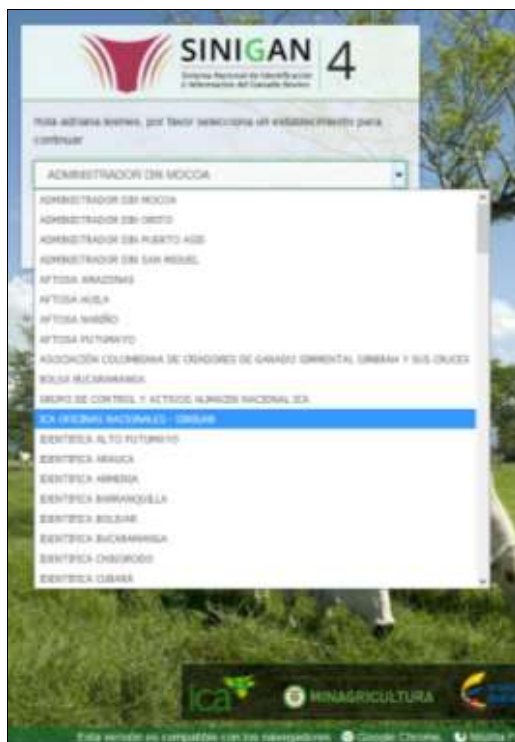 SINIGAN 4
Sistema Nacional de Identificación
e Información del Ganado Bovino
Hola adriana leones, por favor selecciona un establecimiento para
continuar
ADMINISTRADOR DIN MOCOA
ADMINISTRADOR DIN MOCOA
ADMINISTRADOR DIN ORITO
ADMINISTRADOR DIN PUERTO ASIS
ADMINISTRADOR DIN SAN MIGUEL
AFTOSA AMAZONAS
AFTOSA HUILA
AFTOSA NARIÑO
AFTOSA PUTUMAYO
ASOCIACIÓN COLOMBIANA DE CRIADORES DE GANADO SIMMENTAL SIMBRAH Y SUS CRUCES
BOLSA BUCARAMANGA
GRUPO DE CONTROL Y ACTIVOS ALMACEN NACIONAL ICA
ICA OFICINAS NACIONALES - SINIGAN
IDENTIFICA ALTO PUTUMAYO
IDENTIFICA ARAUCA
IDENTIFICA ARMENIA
IDENTIFICA BARRANQUILLA
IDENTIFICA BOLIVAR
IDENTIFICA BUCARAMANGA
IDENTIFICA CHIGORODO
IDENTIFICA CUBARÁ
ica
MINAGRICULTURA
Esta versión es compatible con los navegadores Google Chrome, Mozilla F